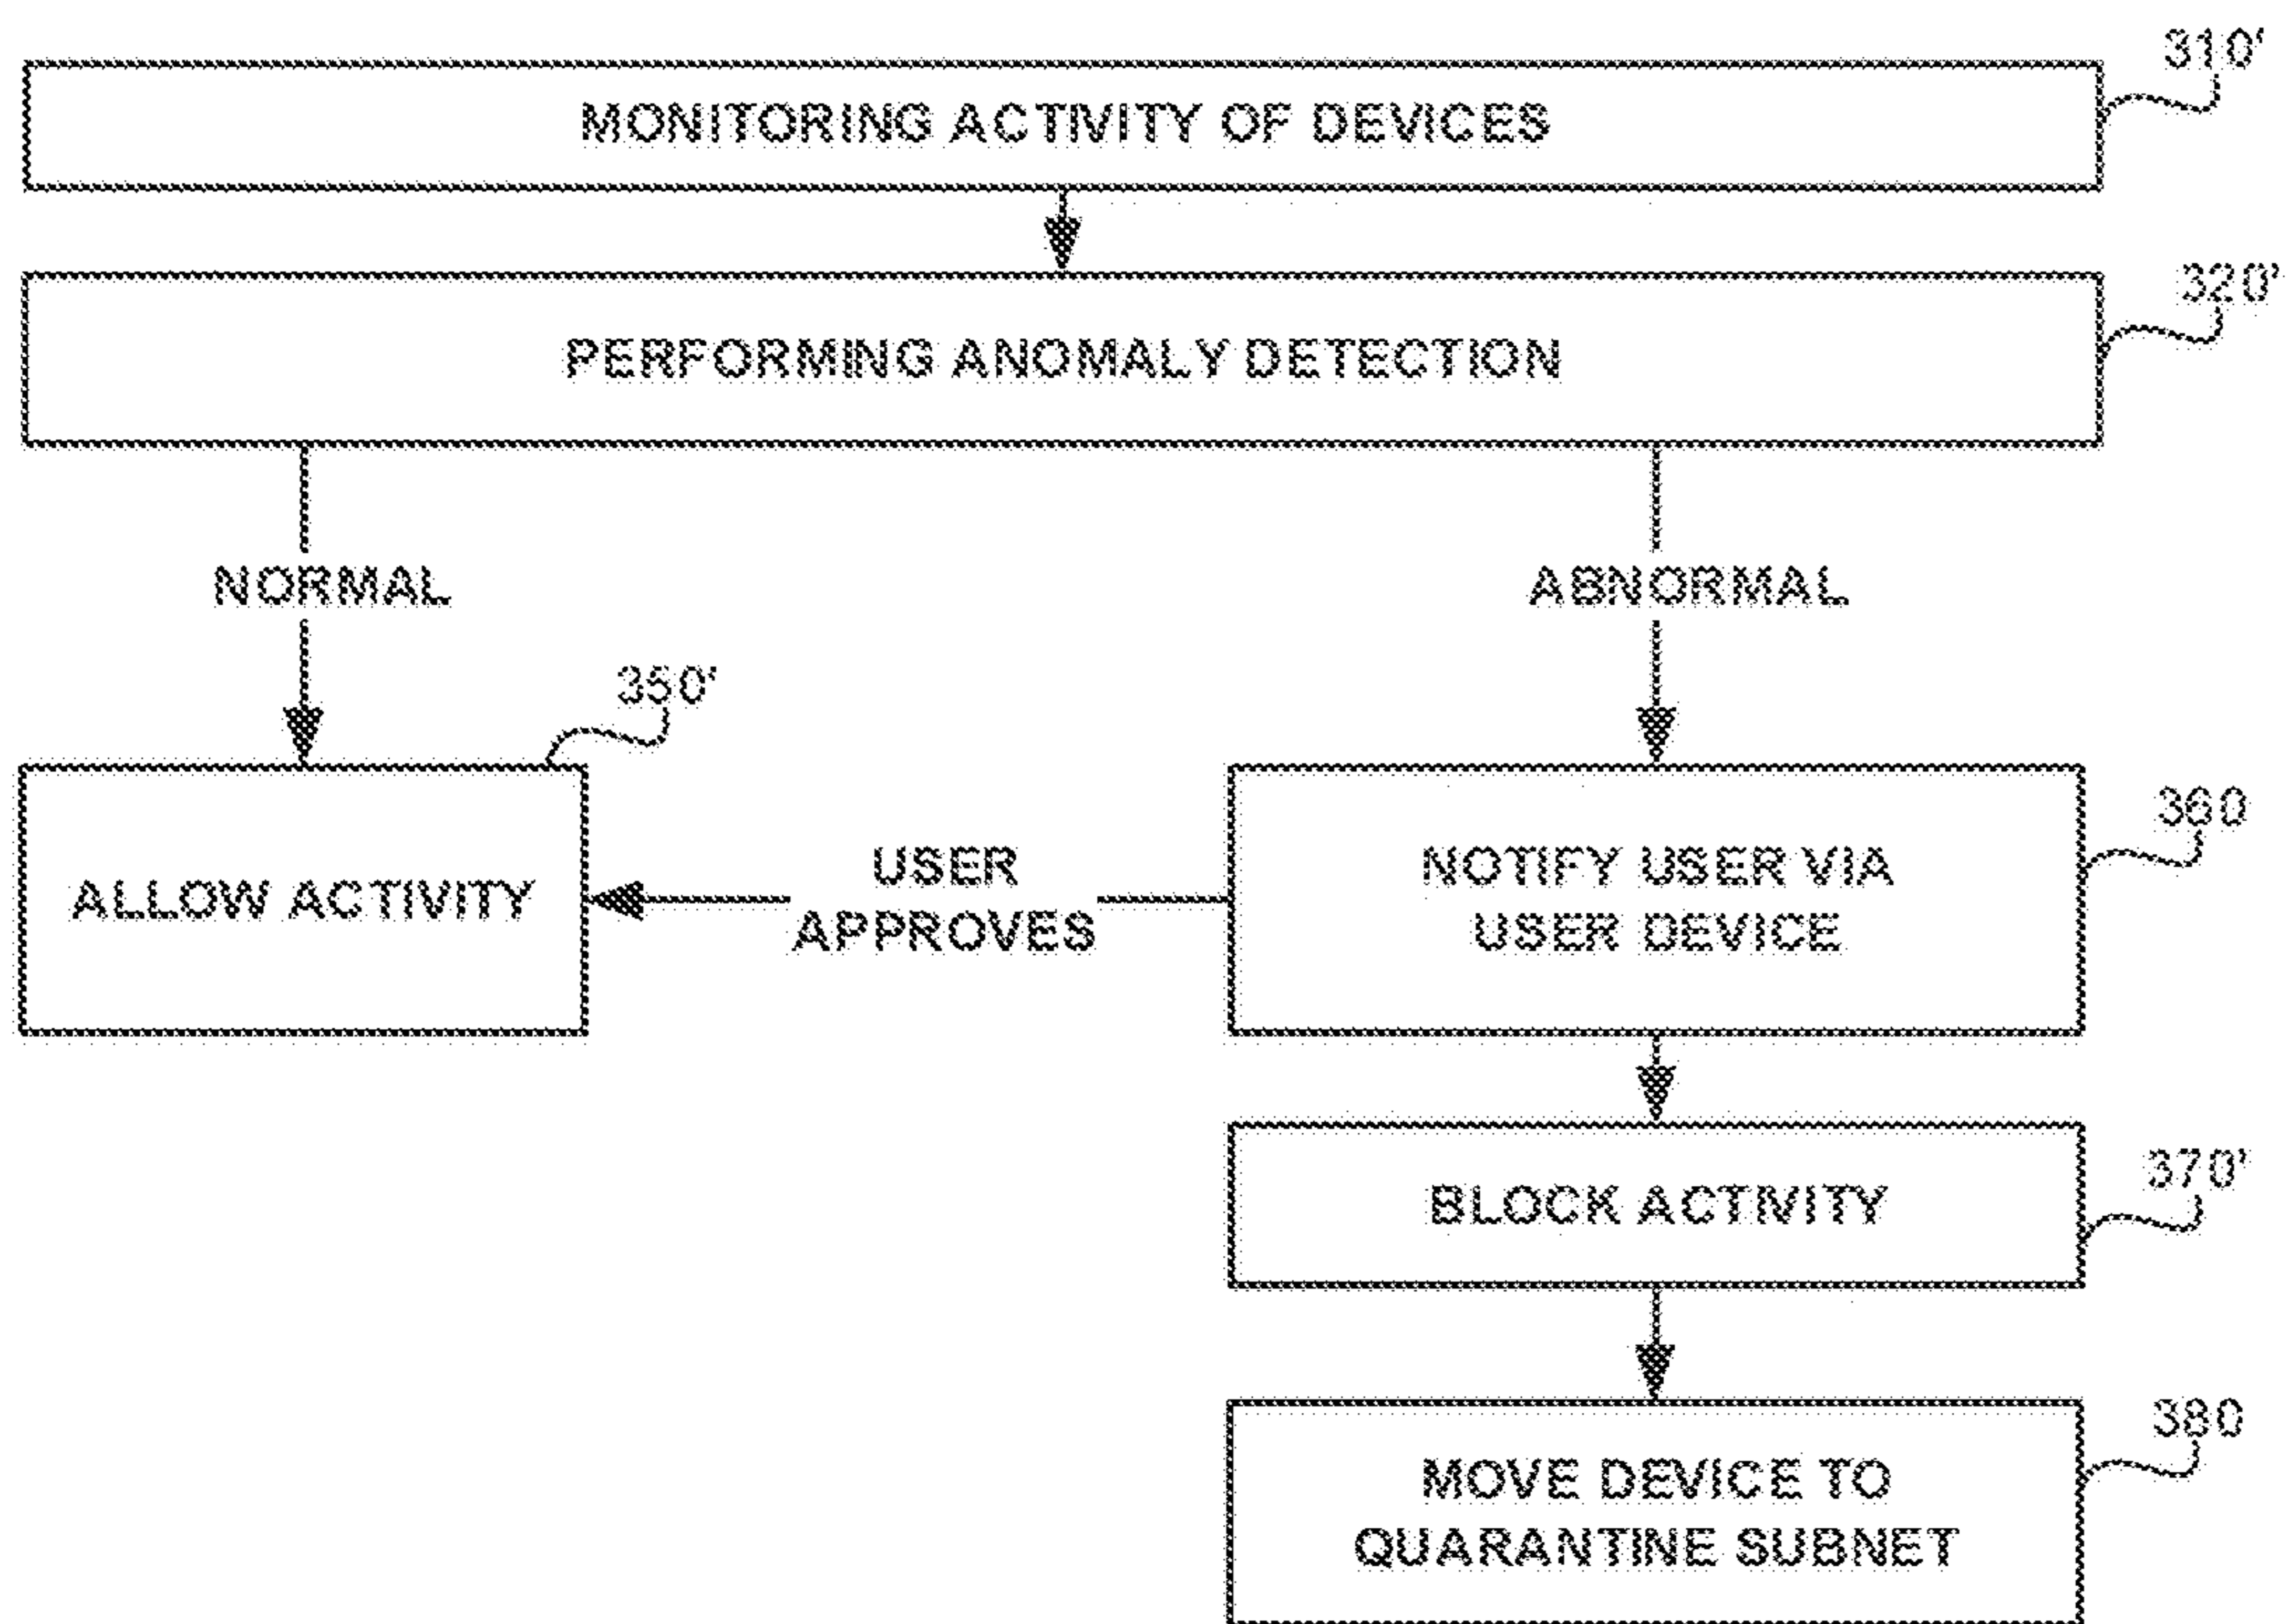 310'
MONITORING ACTIVITY OF DEVICES
320'
PERFORMING ANOMALY DETECTION
NORMAL
ABNORMAL
350'
360
ALLOW ACTIVITY
USER
APPROVES
NOTIFY USER VIA
USER DEVICE
370'
BLOCK ACTIVITY
380
MOVE DEVICE TO
QUARANTINE SUBNET